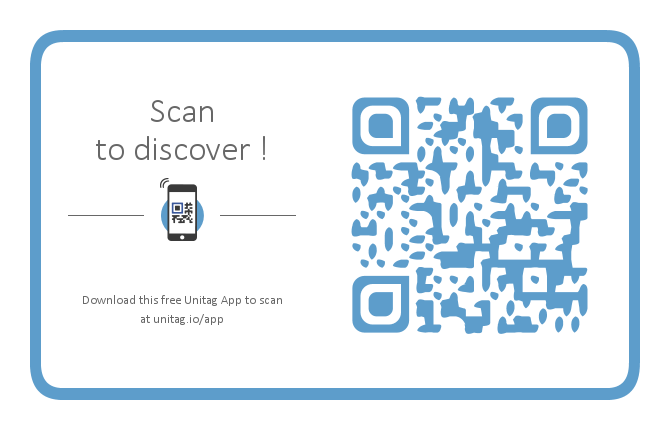 Scan
to discover !
Download this free Unitag App to scan
at unitag.io/app